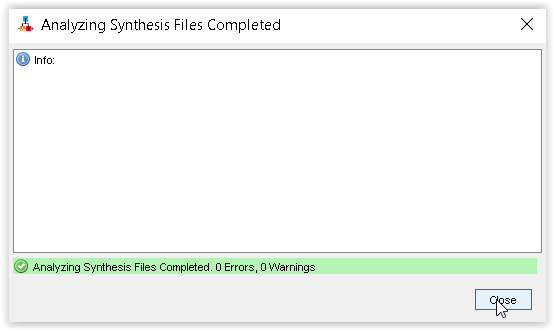 Analyzing Synthesis Files Completed
Info:
Analyzing Synthesis Files Completed. 0 Errors, 0 Warnings
Close